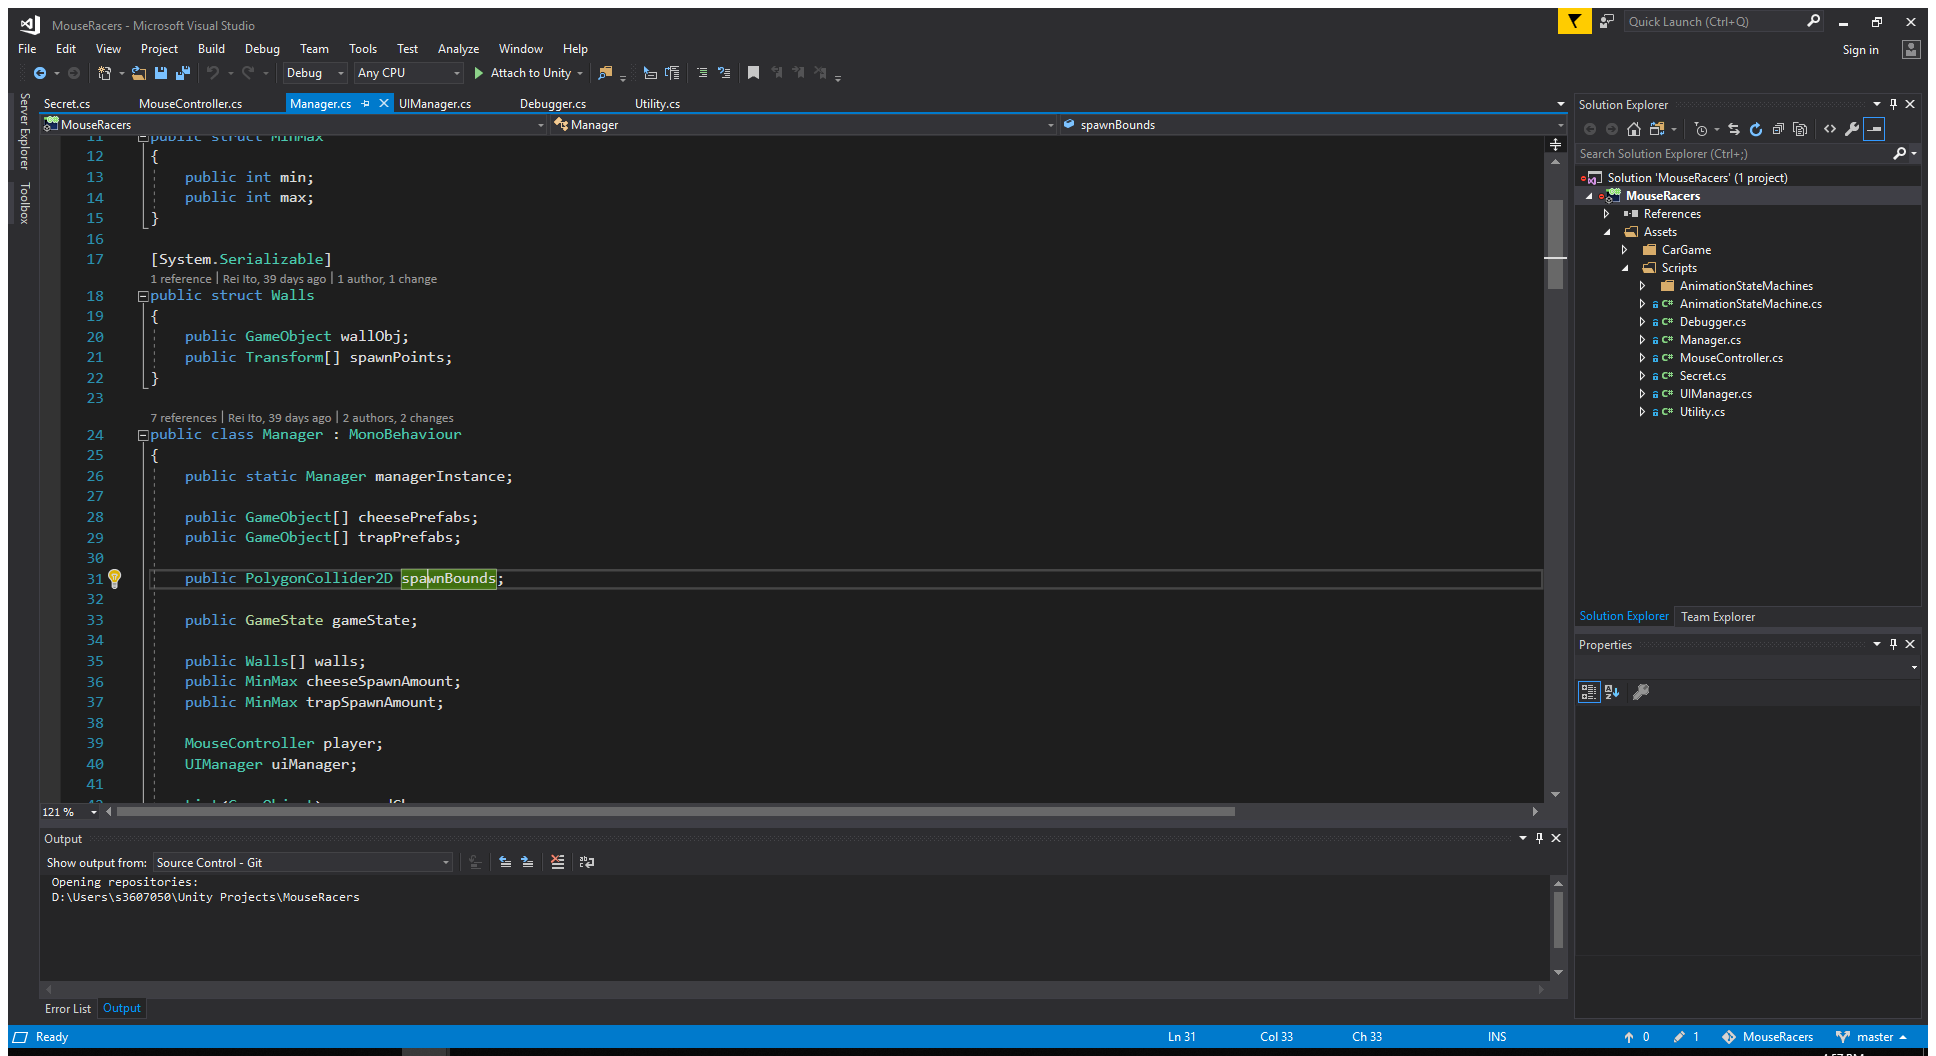 MouseRacers - Microsoft Visual Studio
Quick Launch (Ctrl+Q)
File Edit View Project Build Debug Team Tools Test Analyze Window Help
Sign in
Debug Any CPU Attach to Unity
Server Explorer
Toolbox
Secret.cs MouseController.cs Manager.cs UIManager.cs Debugger.cs Utility.cs
MouseRacers Manager spawnBounds
11 public struct MinMax
12 {
13 public int min;
14 public int max;
15 }
16
17 [System.Serializable]
1 reference | Rei Ito, 39 days ago | 1 author, 1 change
18 public struct Walls
19 {
20 public GameObject wallObj;
21 public Transform[] spawnPoints;
22 }
23
7 references | Rei Ito, 39 days ago | 2 authors, 2 changes
24 public class Manager : MonoBehaviour
25 {
26 public static Manager managerInstance;
27
28 public GameObject[] cheesePrefabs;
29 public GameObject[] trapPrefabs;
30
31 public PolygonCollider2D spawnBounds;
32
33 public GameState gameState;
34
35 public Walls[] walls;
36 public MinMax cheeseSpawnAmount;
37 public MinMax trapSpawnAmount;
38
39 MouseController player;
40 UIManager uiManager;
41
121 %
Output
Show output from: Source Control - Git
Opening repositories:
D:\Users\s3607050\Unity Projects\MouseRacers
Error List Output
Solution Explorer
Search Solution Explorer (Ctrl+;)
Solution 'MouseRacers' (1 project)
MouseRacers
References
Assets
CarGame
Scripts
AnimationStateMachines
C# AnimationStateMachine.cs
C# Debugger.cs
C# Manager.cs
C# MouseController.cs
C# Secret.cs
C# UIManager.cs
C# Utility.cs
Solution Explorer Team Explorer
Properties
Ready Ln 31 Col 33 Ch 33 INS 0 1 MouseRacers master